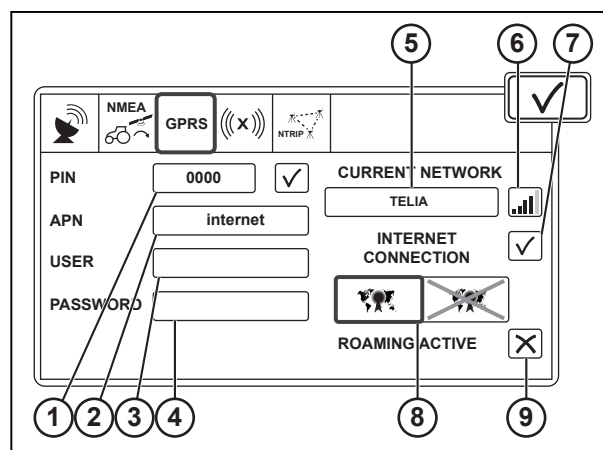 5 6 7
NMEA
GPRS
((x))
NTRIP
PIN 0000
CURRENT NETWORK
TELIA
APN internet
INTERNET
CONNECTION
USER
PASSWORD
ROAMING ACTIVE
1 2 3 4 8 9